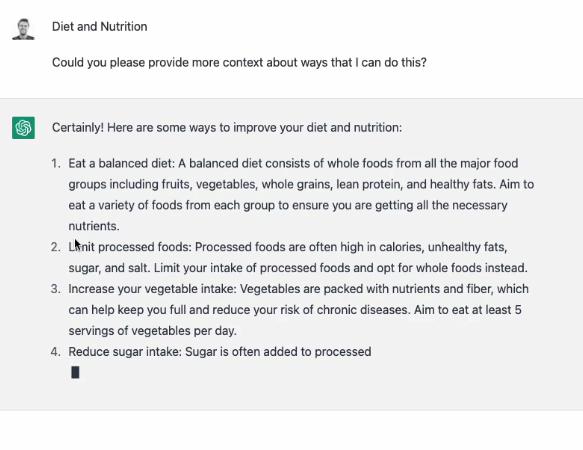 Diet and Nutrition
Could you please provide more context about ways that I can do this?
Certainly! Here are some ways to improve your diet and nutrition:
1. Eat a balanced diet: A balanced diet consists of whole foods from all the major food
groups including fruits, vegetables, whole grains, lean protein, and healthy fats. Aim to
eat a variety of foods from each group to ensure you are getting all the necessary
nutrients.
2. Limit processed foods: Processed foods are often high in calories, unhealthy fats,
sugar, and salt. Limit your intake of processed foods and opt for whole foods instead.
3. Increase your vegetable intake: Vegetables are packed with nutrients and fiber, which
can help keep you full and reduce your risk of chronic diseases. Aim to eat at least 5
servings of vegetables per day.
4. Reduce sugar intake: Sugar is often added to processed